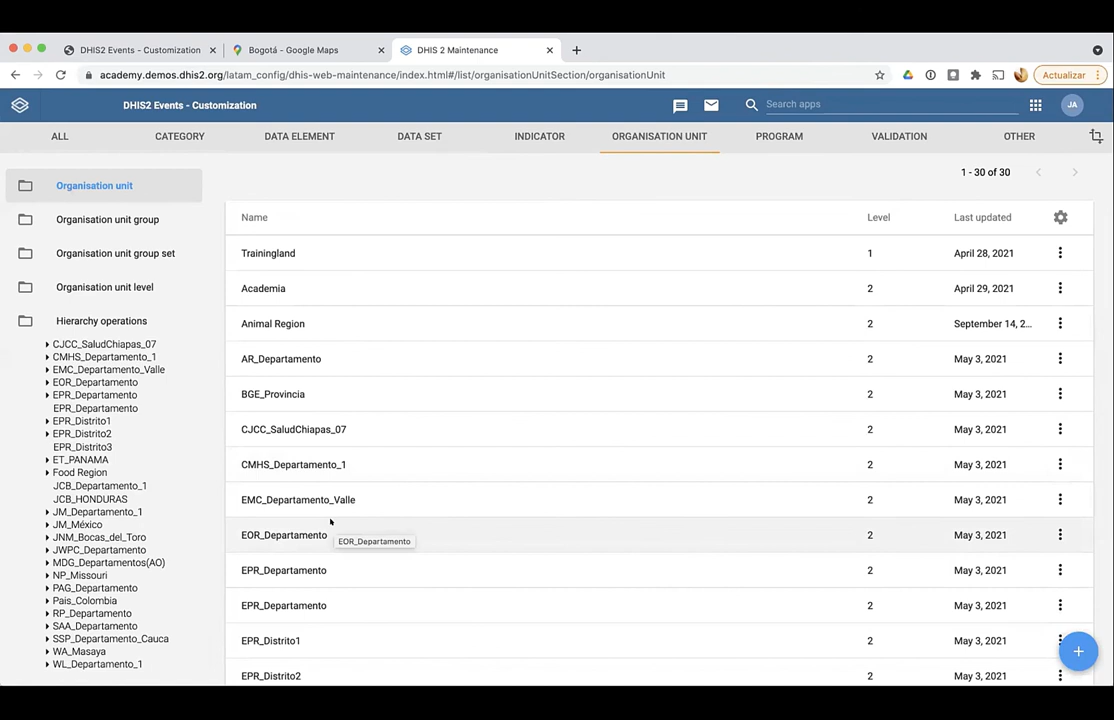 DHIS2 Events - Customization
Bogotá - Google Maps
DHIS 2 Maintenance
academy.demos.dhis2.org/latam_config/dhis-web-maintenance/index.html#/list/organisationUnitSection/organisationUnit
Actualizar
DHIS2 Events - Customization
Search apps
JA
ALL
CATEGORY
DATA ELEMENT
DATA SET
INDICATOR
ORGANISATION UNIT
PROGRAM
VALIDATION
OTHER
Organisation unit
Organisation unit group
Organisation unit group set
Organisation unit level
Hierarchy operations
CJCC_SaludChiapas_07
CMHS_Departamento_1
EMC_Departamento_Valle
EOR_Departamento
EPR_Departamento
EPR_Departamento
EPR_Distrito1
EPR_Distrito2
EPR_Distrito3
ET_PANAMA
Food Region
JCB_Departamento_1
JCB_HONDURAS
JM_Departamento_1
JM_México
JNM_Bocas_del_Toro
JWPC_Departamento
MDG_Departamentos(AO)
NP_Missouri
PAG_Departamento
Pais_Colombia
RP_Departamento
SAA_Departamento
SSP_Departamento_Cauca
WA_Masaya
WL_Departamento_1
1 - 30 of 30
Name Level Last updated
Trainingland 1 April 28, 2021
Academia 2 April 29, 2021
Animal Region 2 September 14, 2...
AR_Departamento 2 May 3, 2021
BGE_Provincia 2 May 3, 2021
CJCC_SaludChiapas_07 2 May 3, 2021
CMHS_Departamento_1 2 May 3, 2021
EMC_Departamento_Valle 2 May 3, 2021
EOR_Departamento 2 May 3, 2021
EOR_Departamento
EPR_Departamento 2 May 3, 2021
EPR_Departamento 2 May 3, 2021
EPR_Distrito1 2 May 3, 2021
EPR_Distrito2 2 May 3, 2021